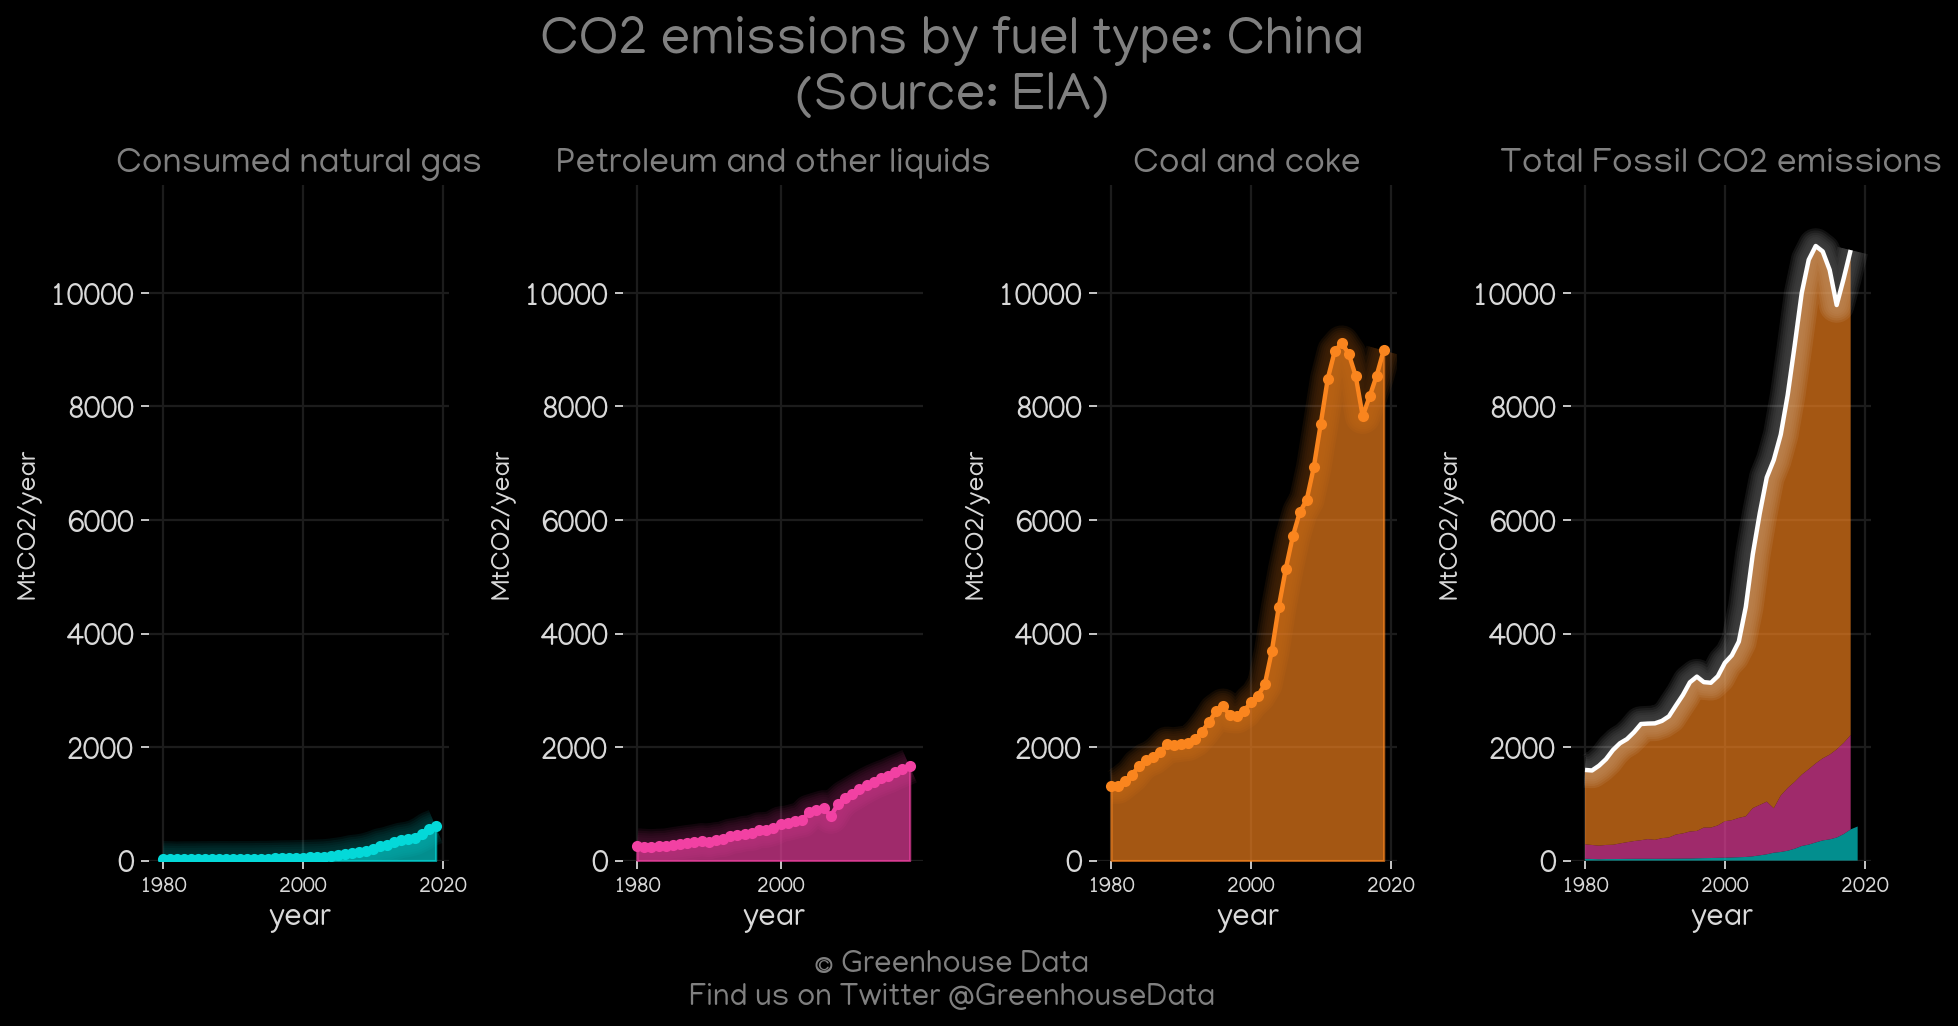 CO2 emissions by fuel type: China
(Source: EIA)
Consumed natural gas
Petroleum and other liquids
Coal and coke
Total Fossil CO2 emissions
MtCO2/year
10000
8000
6000
4000
2000
0
1980
2000
2020
year
MtCO2/year
10000
8000
6000
4000
2000
0
1980
2000
year
MtCO2/year
10000
8000
6000
4000
2000
0
1980
2000
2020
year
MtCO2/year
10000
8000
6000
4000
2000
0
1980
2000
2020
year
© Greenhouse Data
Find us on Twitter @GreenhouseData